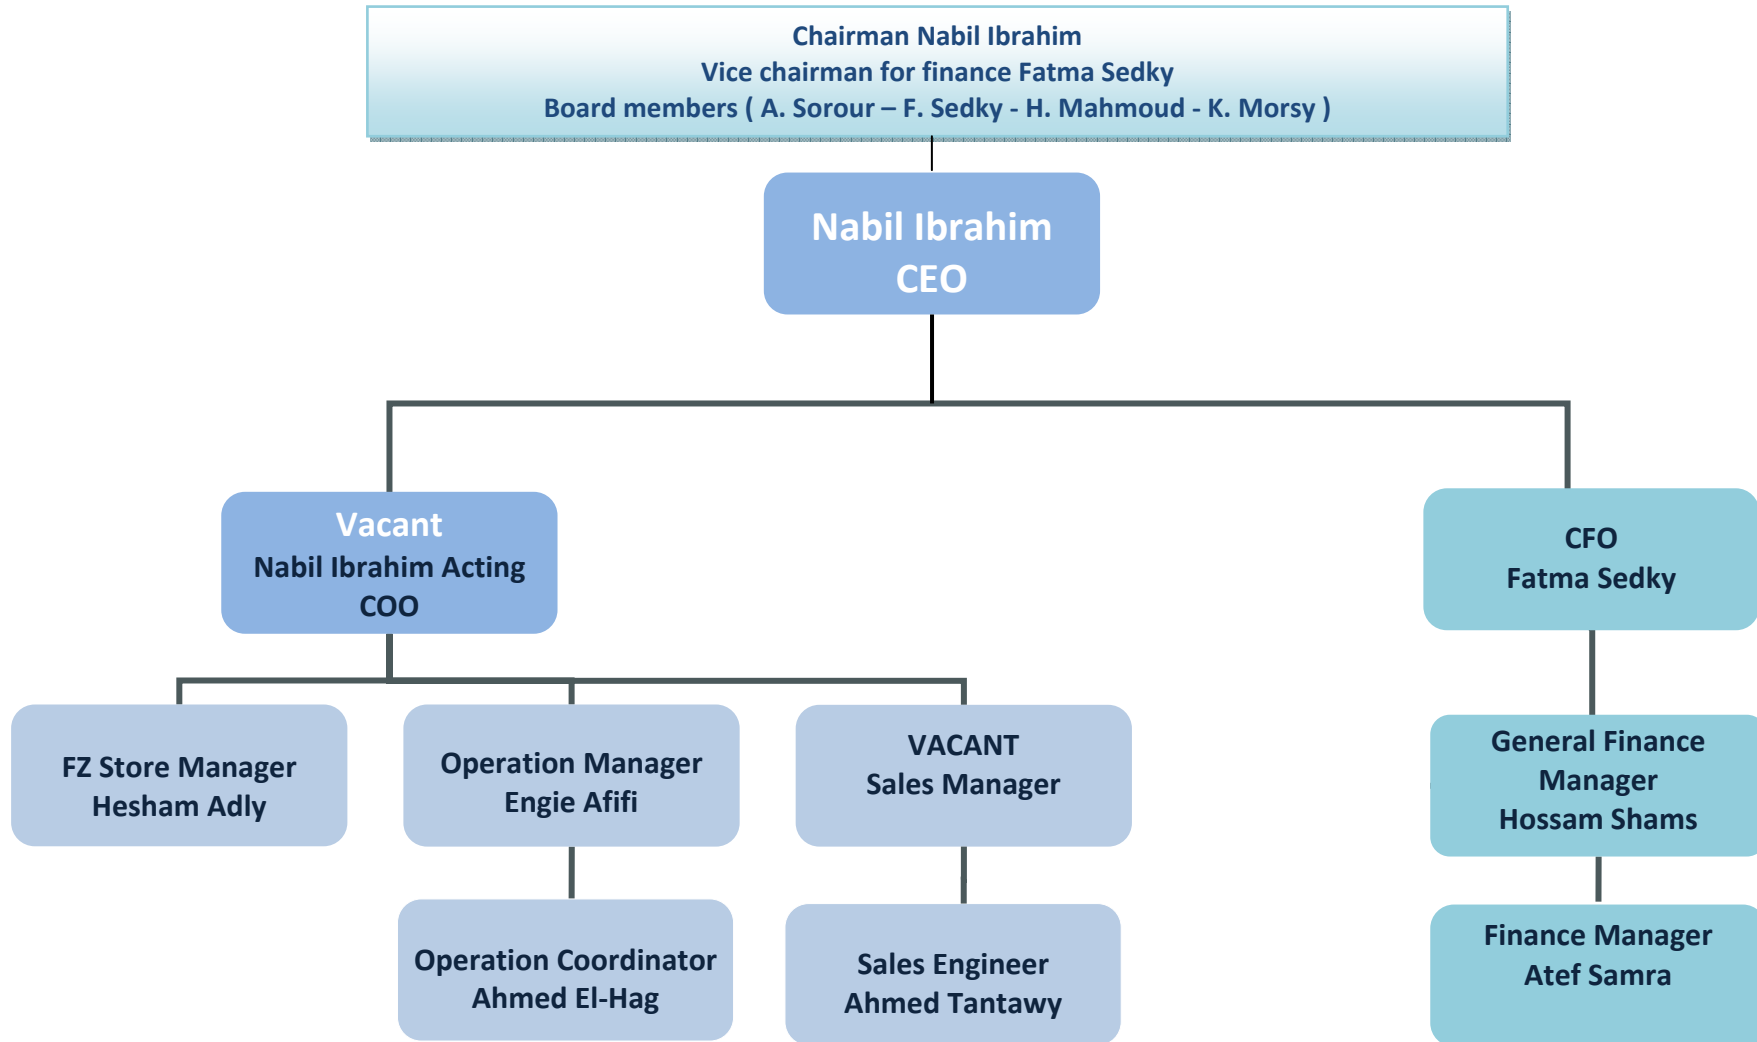 Chairman Nabil Ibrahim
Vice chairman for finance Fatma Sedky
Board members ( A. Sorour – F. Sedky - H. Mahmoud - K. Morsy )
Nabil Ibrahim
CEO
Vacant
Nabil Ibrahim Acting
COO
CFO
Fatma Sedky
FZ Store Manager
Hesham Adly
Operation Manager
Engie Afifi
VACANT
Sales Manager
General Finance
Manager
Hossam Shams
Operation Coordinator
Ahmed El-Hag
Sales Engineer
Ahmed Tantawy
Finance Manager
Atef Samra